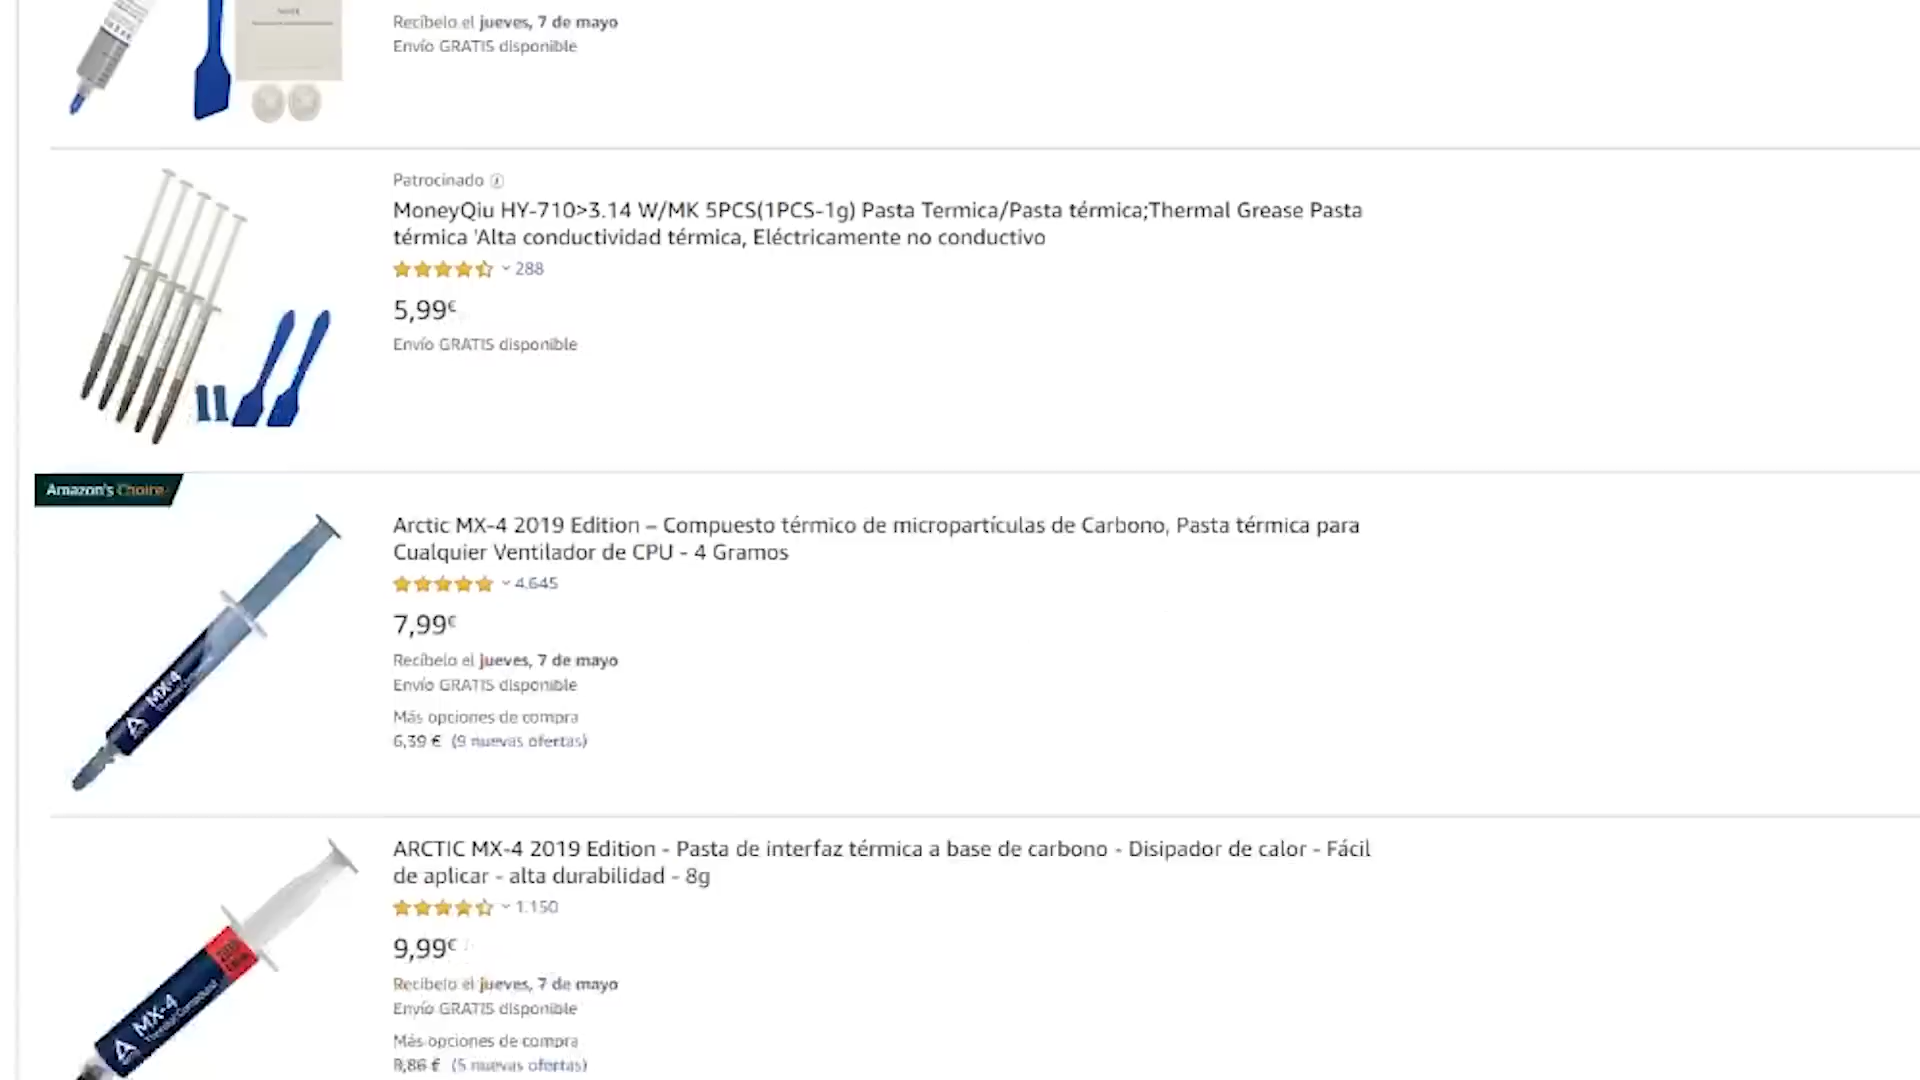 Recíbelo el jueves, 7 de mayo
Envío GRATIS disponible
Patrocinado
MoneyQiu HY-710>3.14 W/MK 5PCS(1PCS-1g) Pasta Termica/Pasta térmica;Thermal Grease Pasta
térmica 'Alta conductividad térmica, Eléctricamente no conductivo
288
5,99€
Envío GRATIS disponible
Amazon's Choice
Arctic MX-4 2019 Edition – Compuesto térmico de micropartículas de Carbono, Pasta térmica para
Cualquier Ventilador de CPU - 4 Gramos
4.645
7,99€
Recíbelo el jueves, 7 de mayo
Envío GRATIS disponible
Más opciones de compra
6,39 € (9 nuevas ofertas)
MX-4
ARCTIC MX-4 2019 Edition - Pasta de interfaz térmica a base de carbono - Disipador de calor - Fácil
de aplicar - alta durabilidad - 8g
1.150
9,99€
Recíbelo el jueves, 7 de mayo
Envío GRATIS disponible
Más opciones de compra
8,86 € (5 nuevas ofertas)
MX-4
Thermal Compound